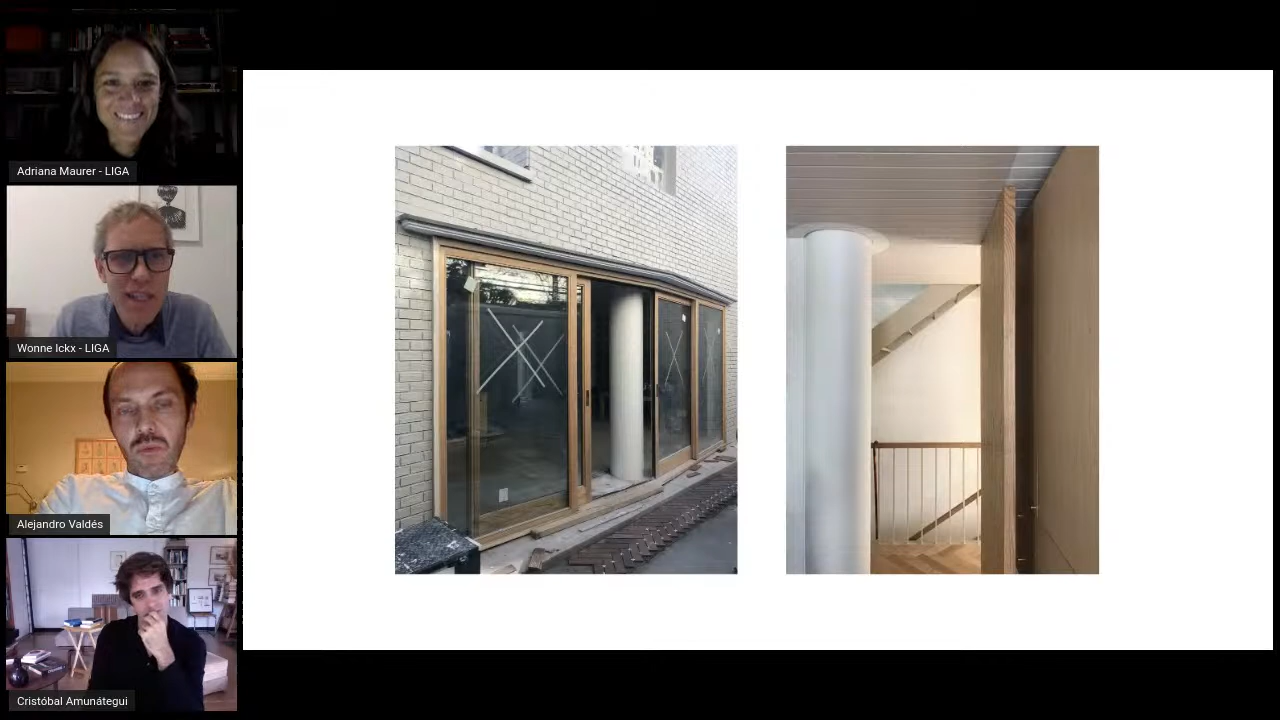 Adriana Maurer - LIGA
Wonne Ickx - LIGA
Alejandro Valdés
Cristóbal Amunátegui